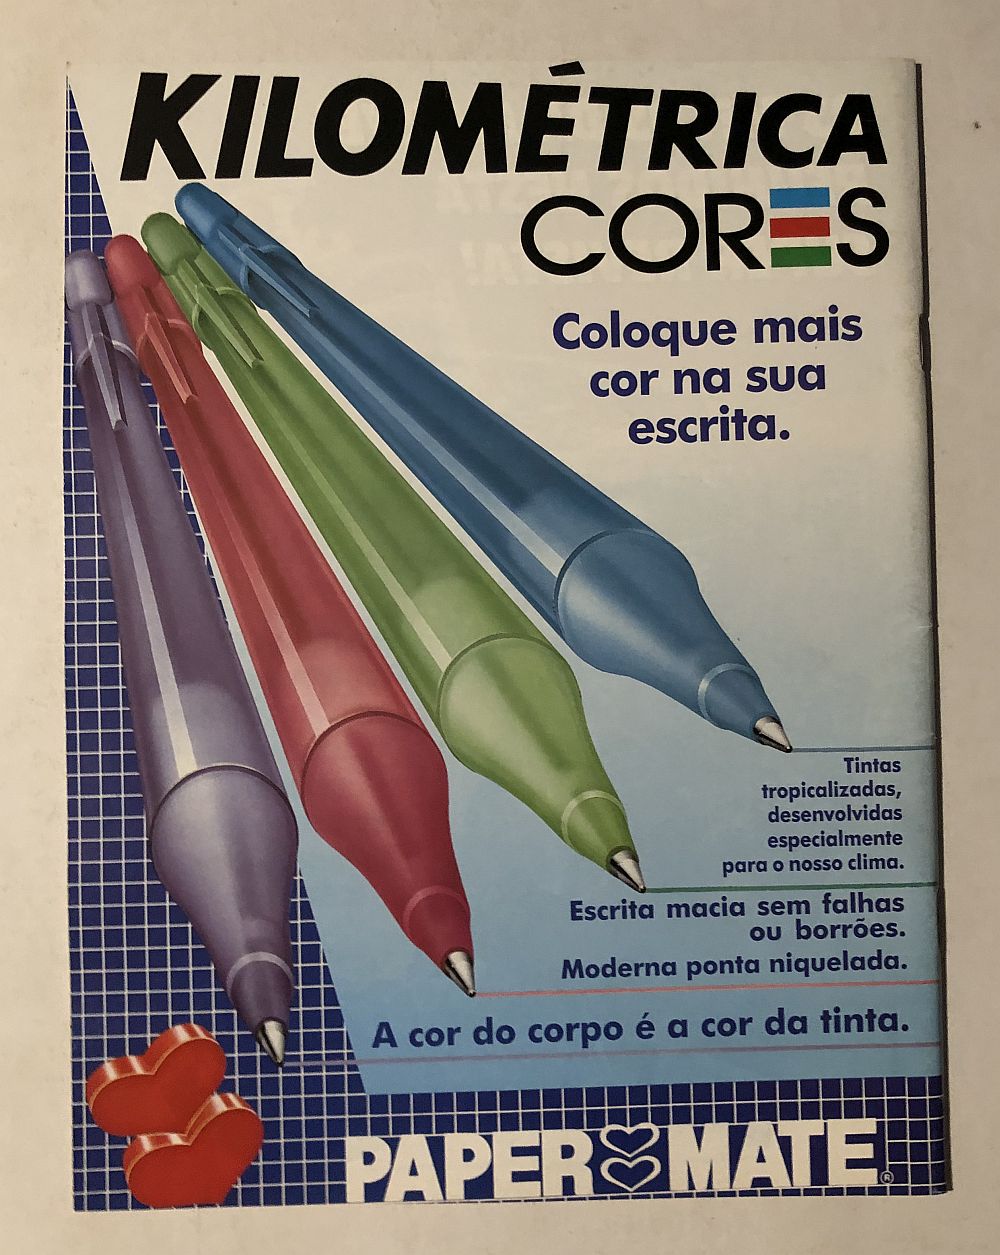 KILOMÉTRICA
CORES
Coloque mais
cor na sua
escrita.
Tintas
tropicalizadas,
desenvolvidas
especialmente
para o nosso clima.
Escrita macia sem falhas
ou borrões.
Moderna ponta niquelada.
A cor do corpo é a cor da tinta.
PAPER MATE ®